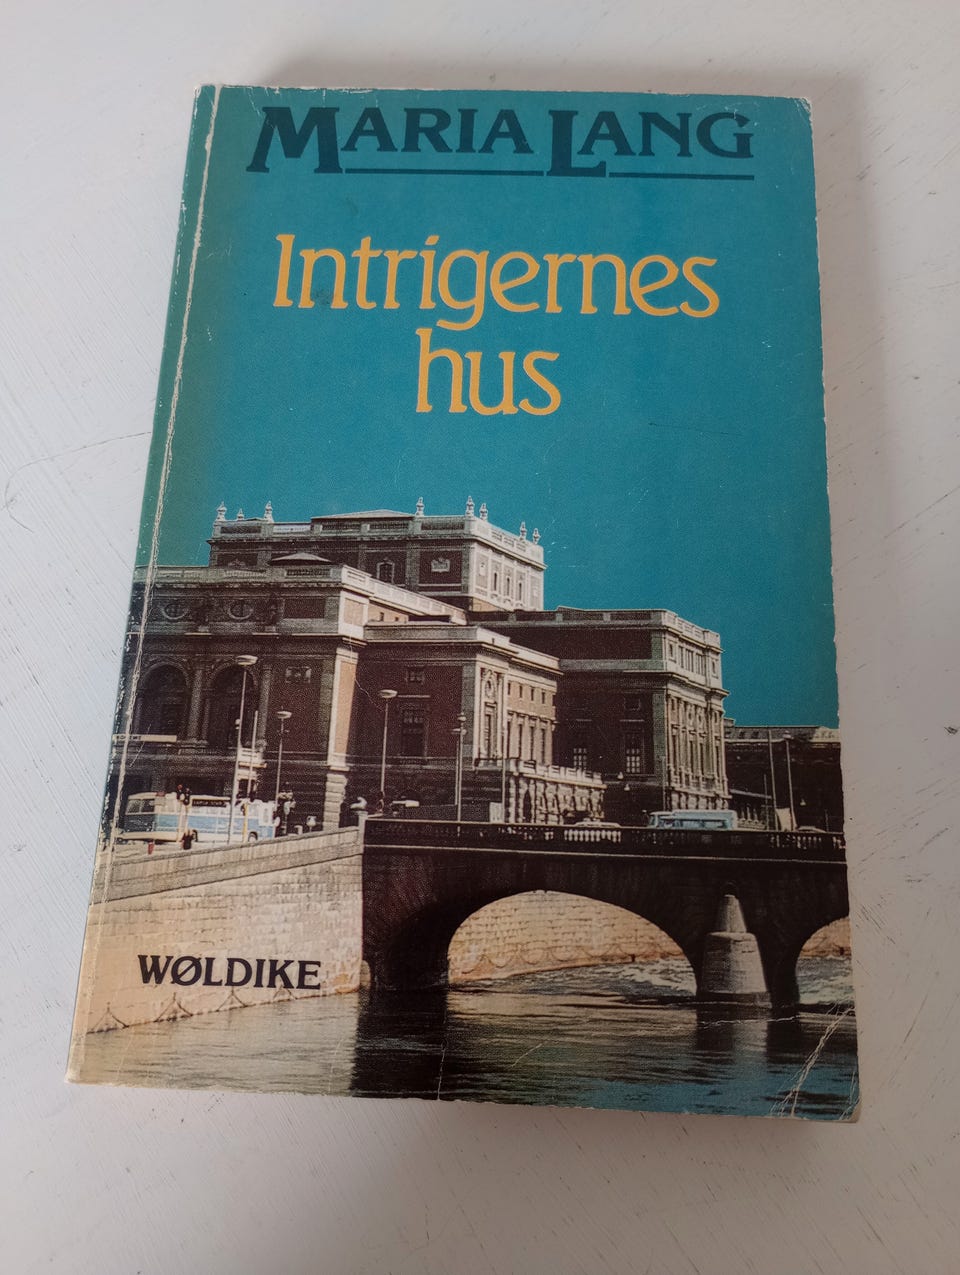 MARIA LANG
Intrigernes
hus
WØLDIKE